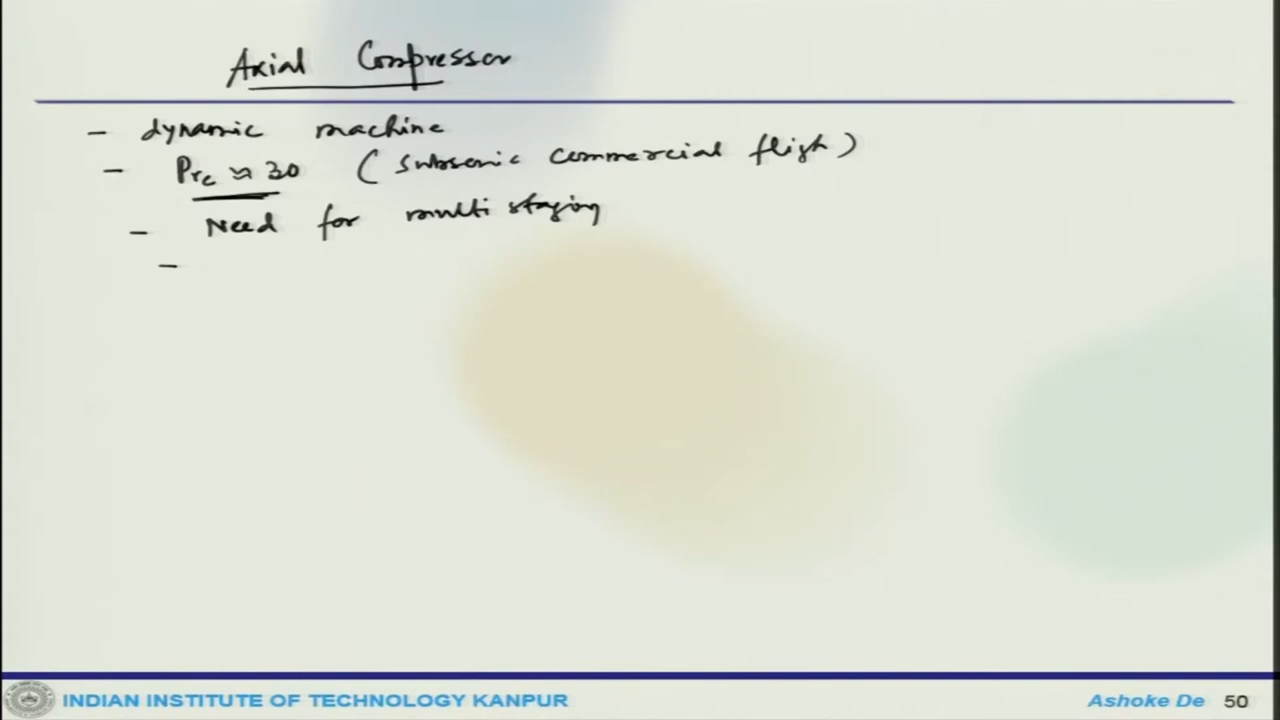 Axial Compressor
- dynamic machine
- Prc ≈ 30 (Subsonic commercial fligh)
- Need for multi staging
-
INDIAN INSTITUTE OF TECHNOLOGY KANPUR
Ashoke De 50